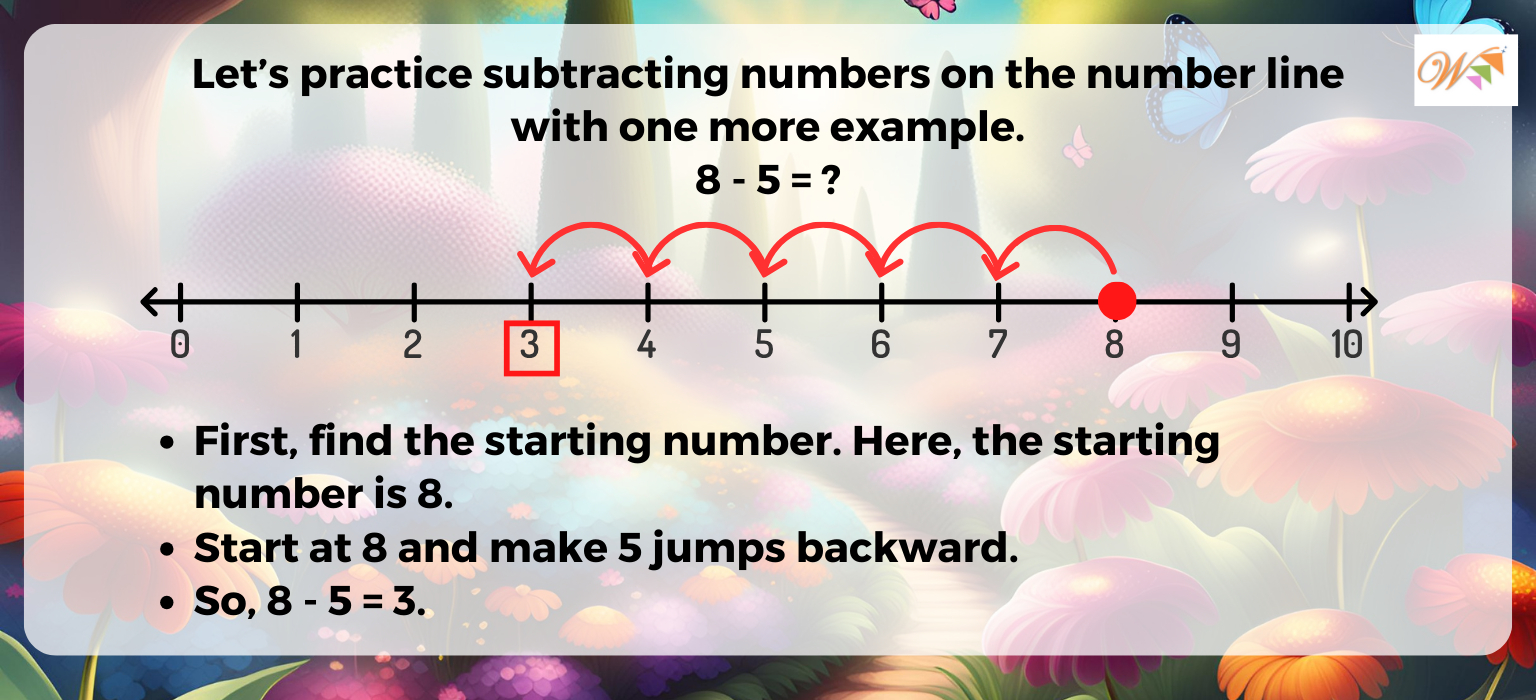 Let’s practice subtracting numbers on the number line
with one more example.
8 - 5 = ?
0 1 2 3 4 5 6 7 8 9 10
• First, find the starting number. Here, the starting
number is 8.
• Start at 8 and make 5 jumps backward.
• So, 8 - 5 = 3.
W